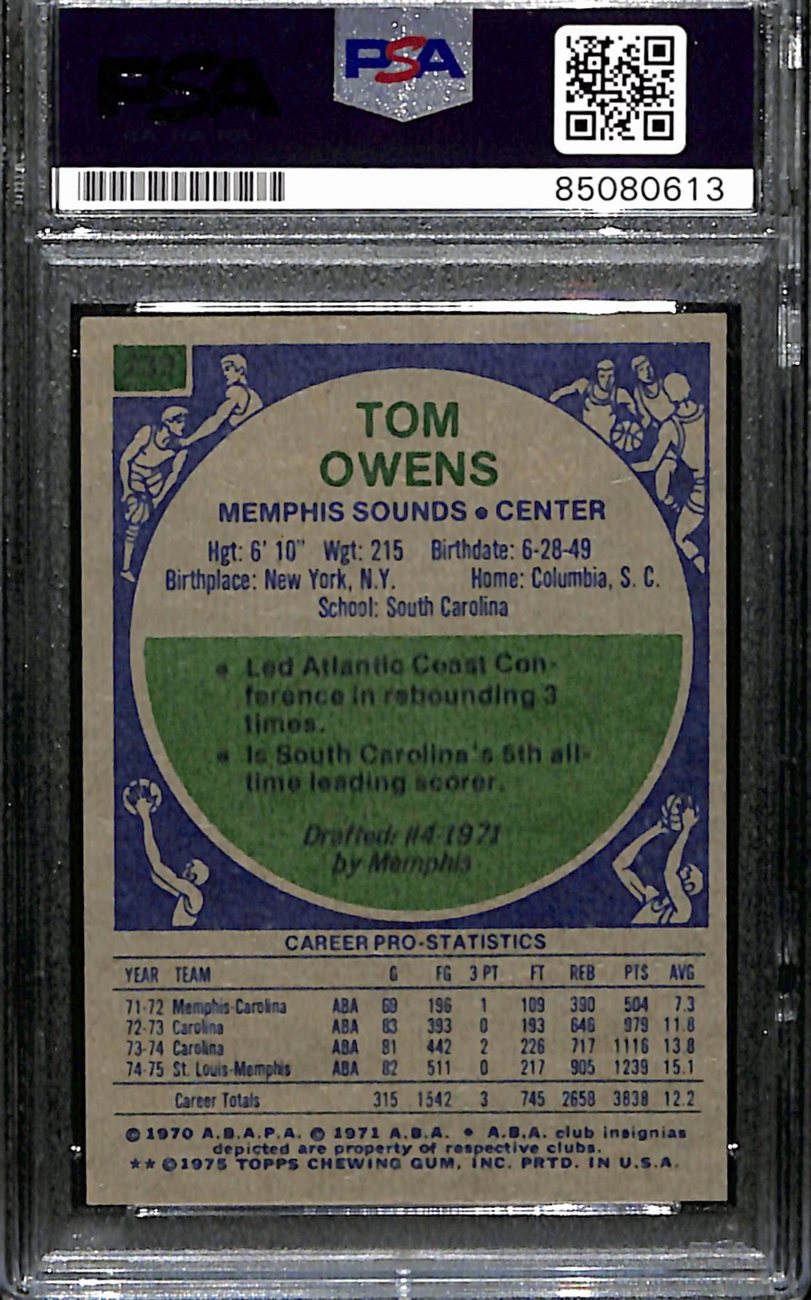 PSA
PSA
85080613
TOM
OWENS
MEMPHIS SOUNDS • CENTER
Hgt: 6' 10" Wgt: 215 Birthdate: 6-28-49
Birthplace: New York, N.Y. Home: Columbia, S. C.
School: South Carolina
• Led Atlantic Coast Con-
ference in rebounding 3
times.
• Is South Carolina's 5th all-
time leading scorer.
Drafted: #4-1971
by Memphis
CAREER PRO-STATISTICS
YEAR TEAM G FG 3 PT FT REB PTS AVG
71-72 Memphis-Carolina ABA 69 196 1 109 390 504 7.3
72-73 Carolina ABA 83 393 0 193 646 979 11.8
73-74 Carolina ABA 81 442 2 226 717 1116 13.8
74-75 St. Louis-Memphis ABA 82 511 0 217 905 1239 15.1
Career Totals 315 1542 3 745 2658 3838 12.2
© 1970 A.B.A.P.A. © 1971 A.B.A. • A.B.A. club insignias
depicted are property of respective clubs.
★★ ©1975 TOPPS CHEWING GUM, INC. PRTD. IN U.S.A.